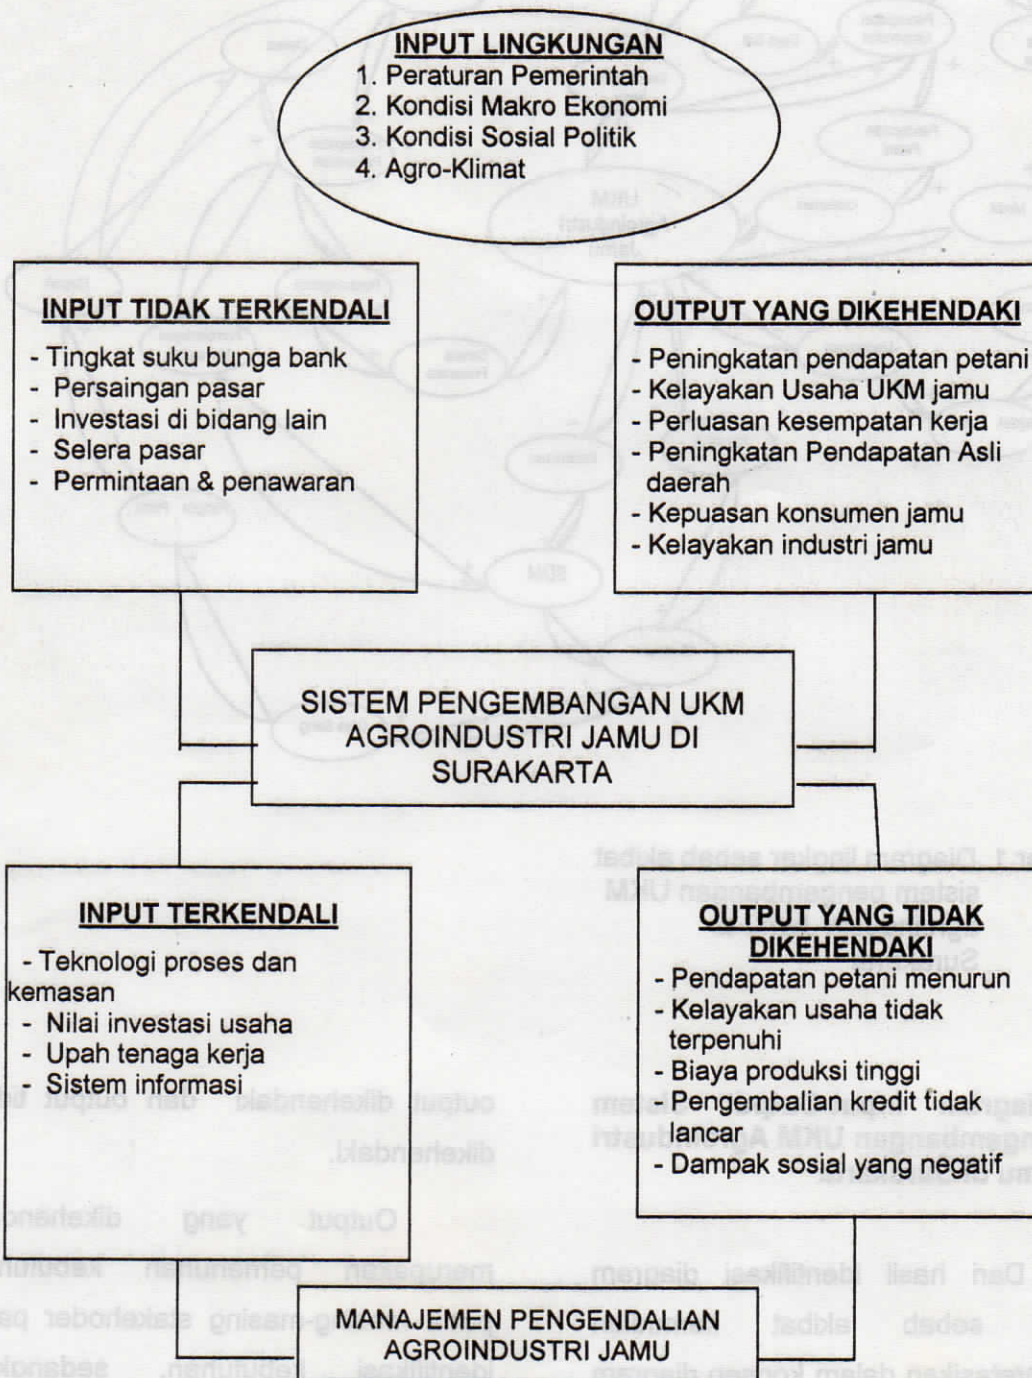 INPUT LINGKUNGAN
1. Peraturan Pemerintah
2. Kondisi Makro Ekonomi
3. Kondisi Sosial Politik
4. Agro-Klimat
INPUT TIDAK TERKENDALI
- Tingkat suku bunga bank
- Persaingan pasar
- Investasi di bidang lain
- Selera pasar
- Permintaan & penawaran
OUTPUT YANG DIKEHENDAKI
- Peningkatan pendapatan petani
- Kelayakan Usaha UKM jamu
- Perluasan kesempatan kerja
- Peningkatan Pendapatan Asli
daerah
- Kepuasan konsumen jamu
- Kelayakan industri jamu
SISTEM PENGEMBANGAN UKM
AGROINDUSTRI JAMU DI
SURAKARTA
INPUT TERKENDALI
- Teknologi proses dan
kemasan
- Nilai investasi usaha
- Upah tenaga kerja
- Sistem informasi
OUTPUT YANG TIDAK
DIKEHENDAKI
- Pendapatan petani menurun
- Kelayakan usaha tidak
terpenuhi
- Biaya produksi tinggi
- Pengembalian kredit tidak
lancar
- Dampak sosial yang negatif
MANAJEMEN PENGENDALIAN
AGROINDUSTRI JAMU